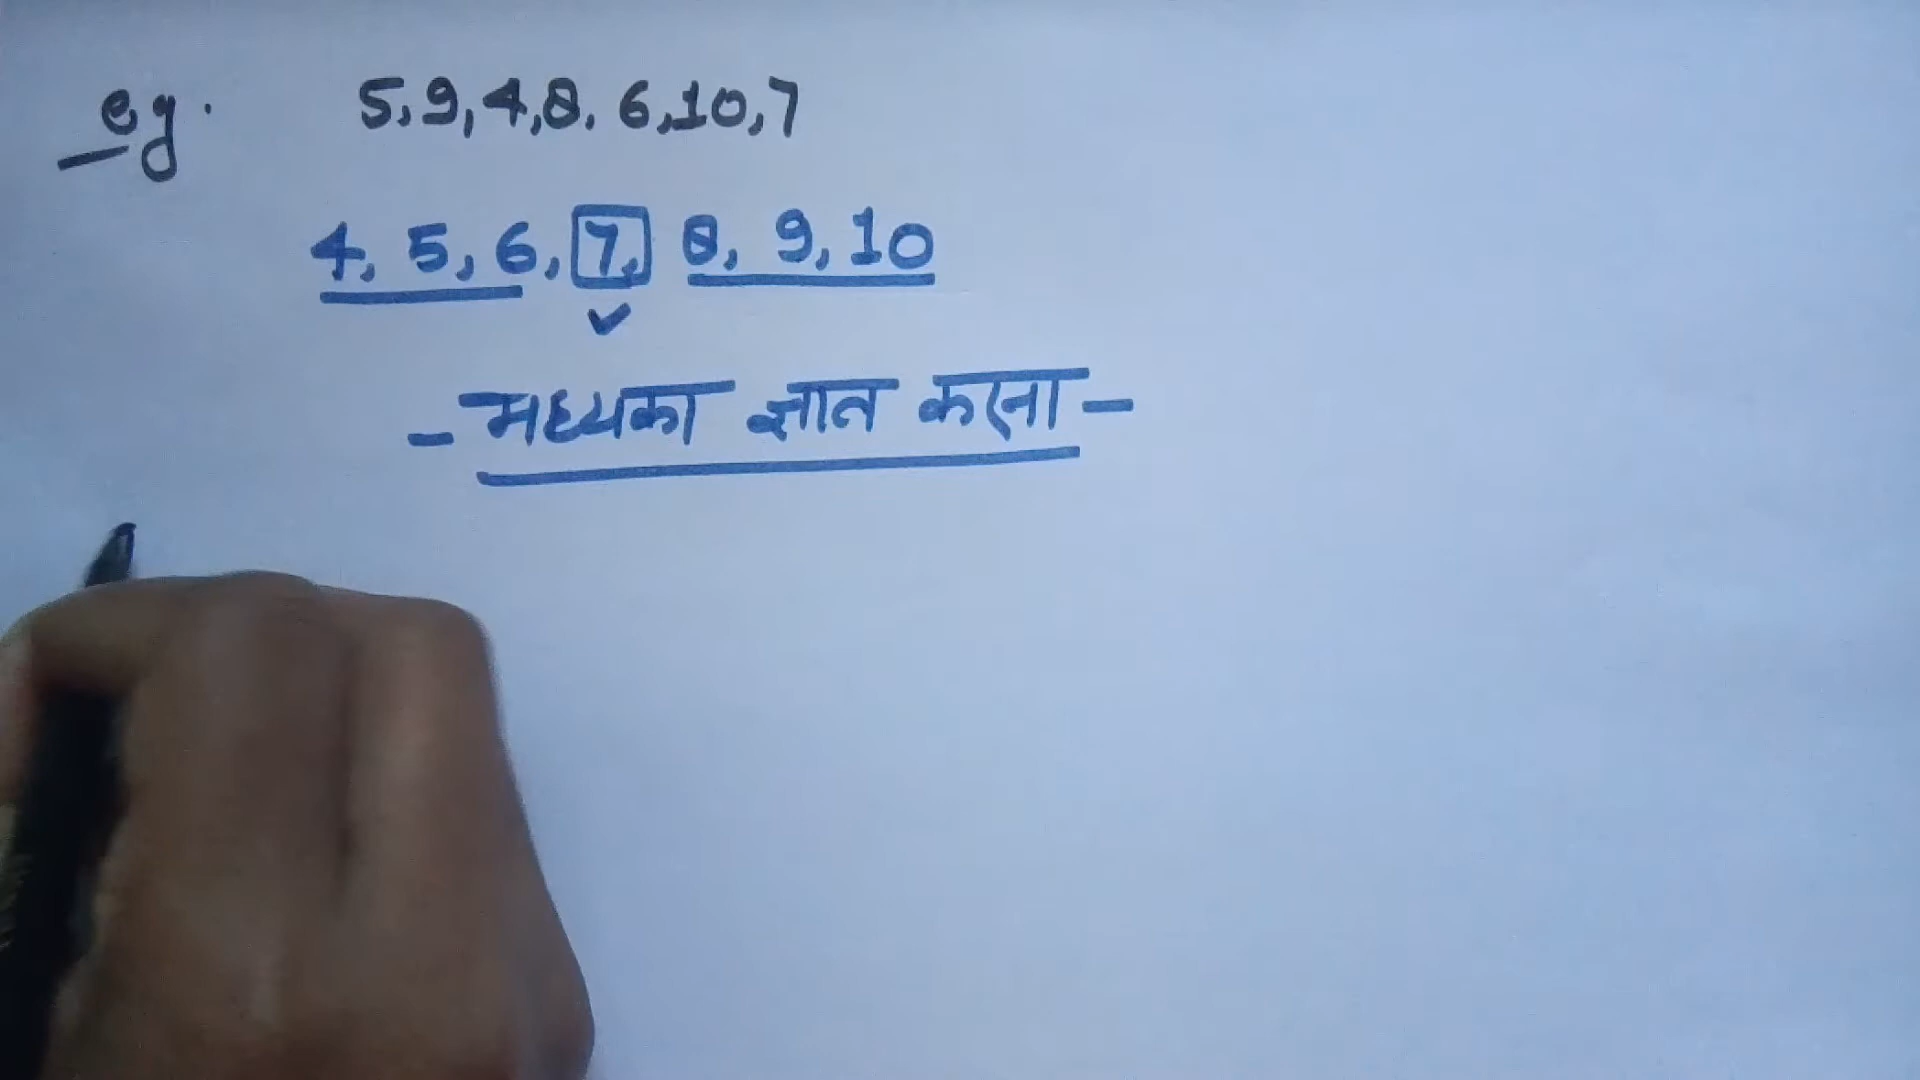 eg. 5,9,4,8. 6,10,7
4, 5, 6, 7, 8, 9, 10
- मध्यका ज्ञात करना -